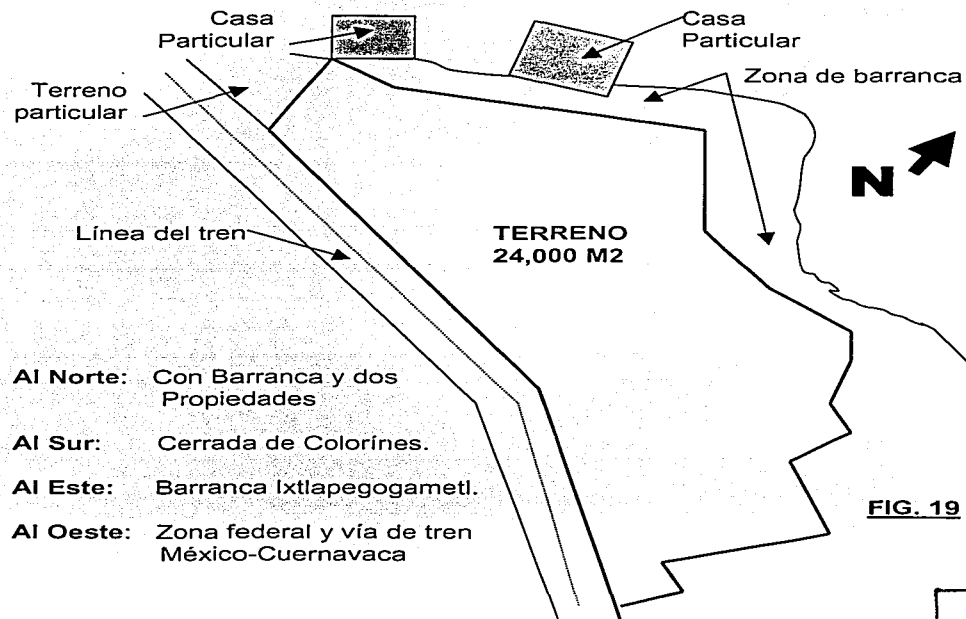 Casa
Particular
Casa
Particular
Zona de barranca
Terreno
particular
N
Línea del tren
TERRENO
24,000 M2
Al Norte: Con Barranca y dos
Propiedades
Al Sur: Cerrada de Colorínes.
Al Este: Barranca Ixtlapegogametl.
Al Oeste: Zona federal y vía de tren
México-Cuernavaca
FIG. 19